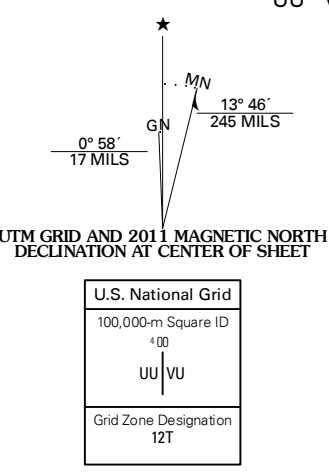 ★
MN
GN
0° 58´
17 MILS
13° 46´
245 MILS
UTM GRID AND 2011 MAGNETIC NORTH
DECLINATION AT CENTER OF SHEET
U.S. National Grid
100,000-m Square ID
4 00
UU VU
Grid Zone Designation
12T